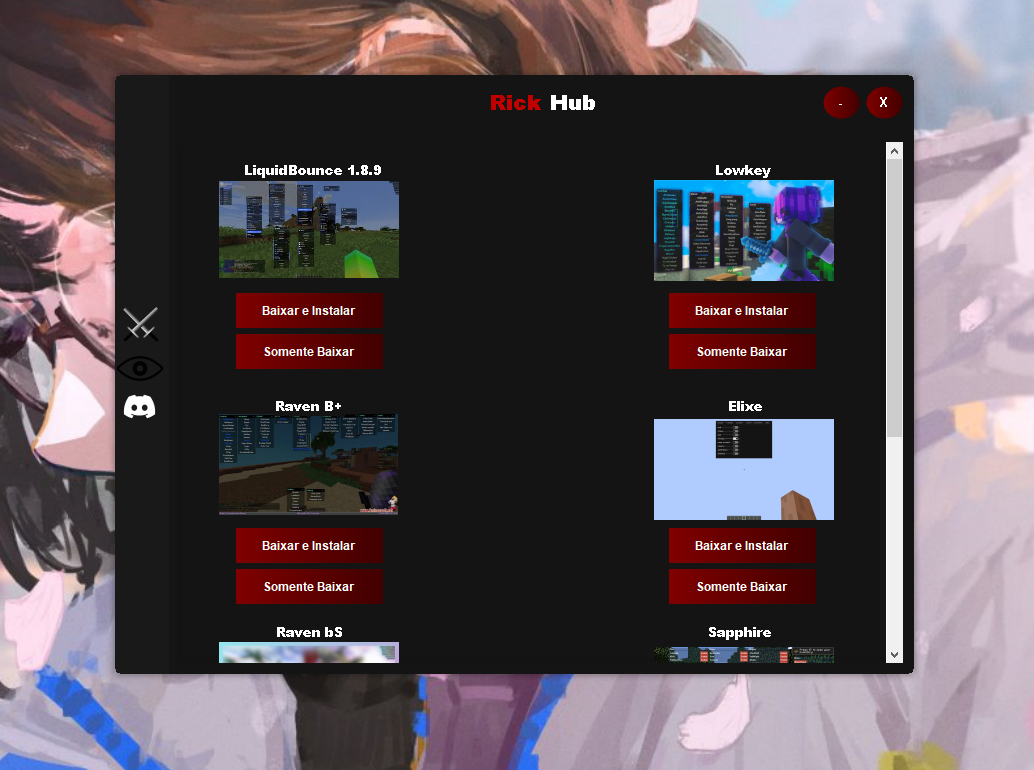 Rick Hub
-
X
LiquidBounce 1.8.9
Lowkey
Baixar e Instalar
Baixar e Instalar
Somente Baixar
Somente Baixar
Raven B+
Elixe
Baixar e Instalar
Baixar e Instalar
Somente Baixar
Somente Baixar
Raven bS
Sapphire